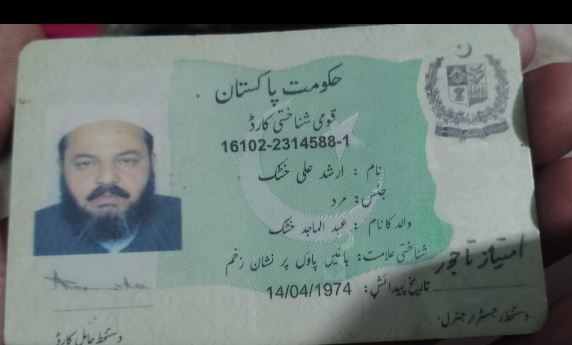 حکومت پاکستان
قومی شناختی کارڈ
16102-2314588-1
نام : ارشد علی خٹک
جنس: مرد
والد کا نام : عبد الماجد خٹک
شناختی علامت: بائیں پاؤں پر نشان زخم
تاریخ پیدائش: 14/04/1974
امتیاز تاجور
دستخط رجسٹرار جنرل
دستخط حامل کارڈ